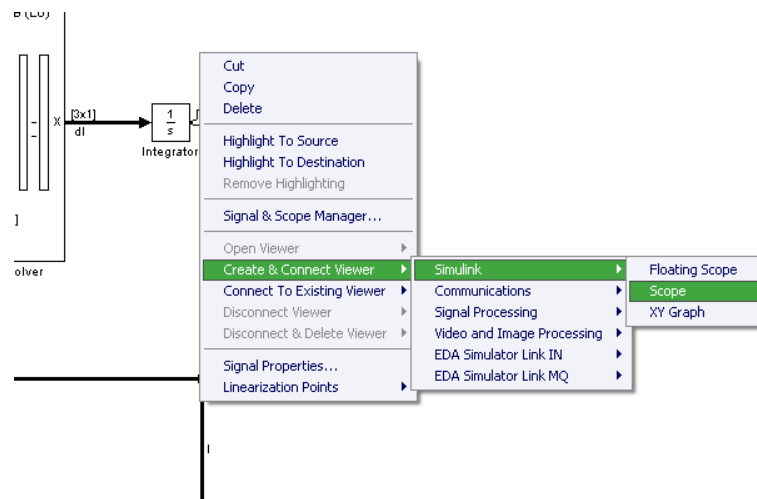 B (LU)
X
[3x1]
dI
1
s
Integrator
]
olver
I
Cut
Copy
Delete
Highlight To Source
Highlight To Destination
Remove Highlighting
Signal & Scope Manager...
Open Viewer
Create & Connect Viewer
Connect To Existing Viewer
Disconnect Viewer
Disconnect & Delete Viewer
Signal Properties...
Linearization Points
Simulink
Communications
Signal Processing
Video and Image Processing
EDA Simulator Link IN
EDA Simulator Link MQ
Floating Scope
Scope
XY Graph